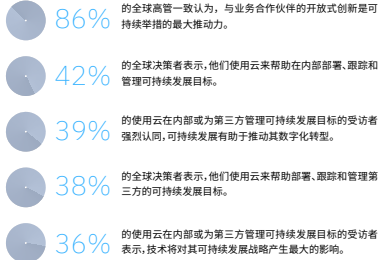 86%
的全球高管一致认为，与业务合作伙伴的开放式创新是可
持续举措的最大推动力。
42%
的全球决策者表示,他们使用云来帮助在内部部署、跟踪和
管理可持续发展目标。
39%
的使用云在内部或为第三方管理可持续发展目标的受访者
强烈认同,可持续发展有助于推动其数字化转型。
38%
的全球决策者表示,他们使用云来帮助部署、跟踪和管理第
三方的可持续发展目标。
36%
的使用云在内部或为第三方管理可持续发展目标的受访者
表示,技术将对其可持续发展战略产生最大的影响。